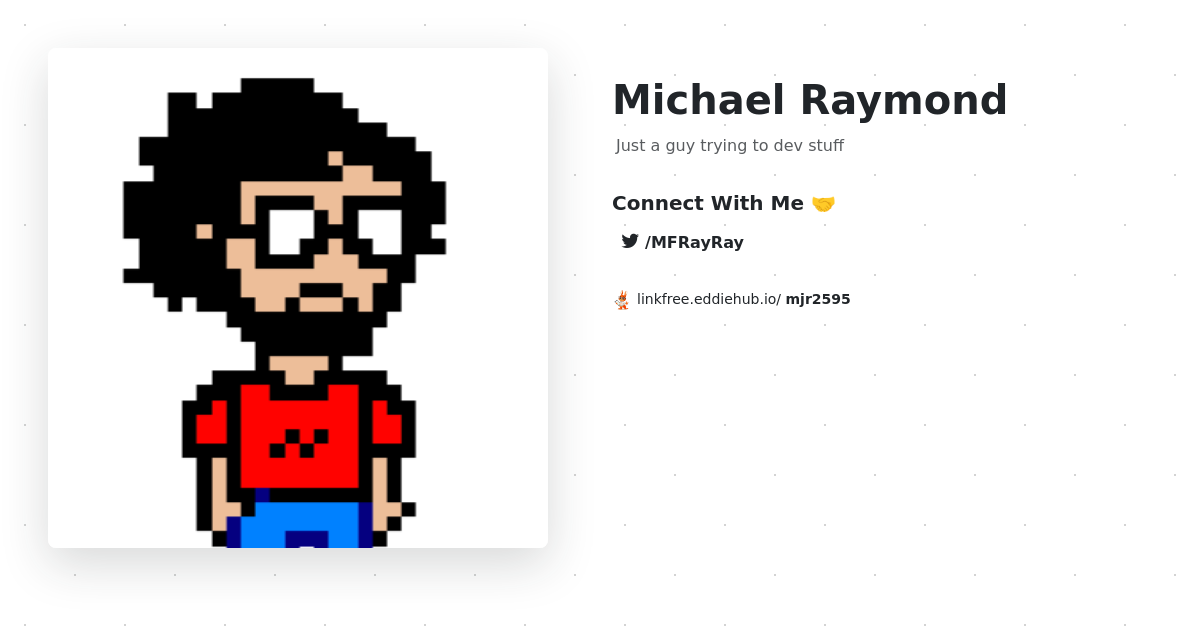 Michael Raymond
Just a guy trying to dev stuff
Connect With Me 🤝
/MFRayRay
linkfree.eddiehub.io/ mjr2595